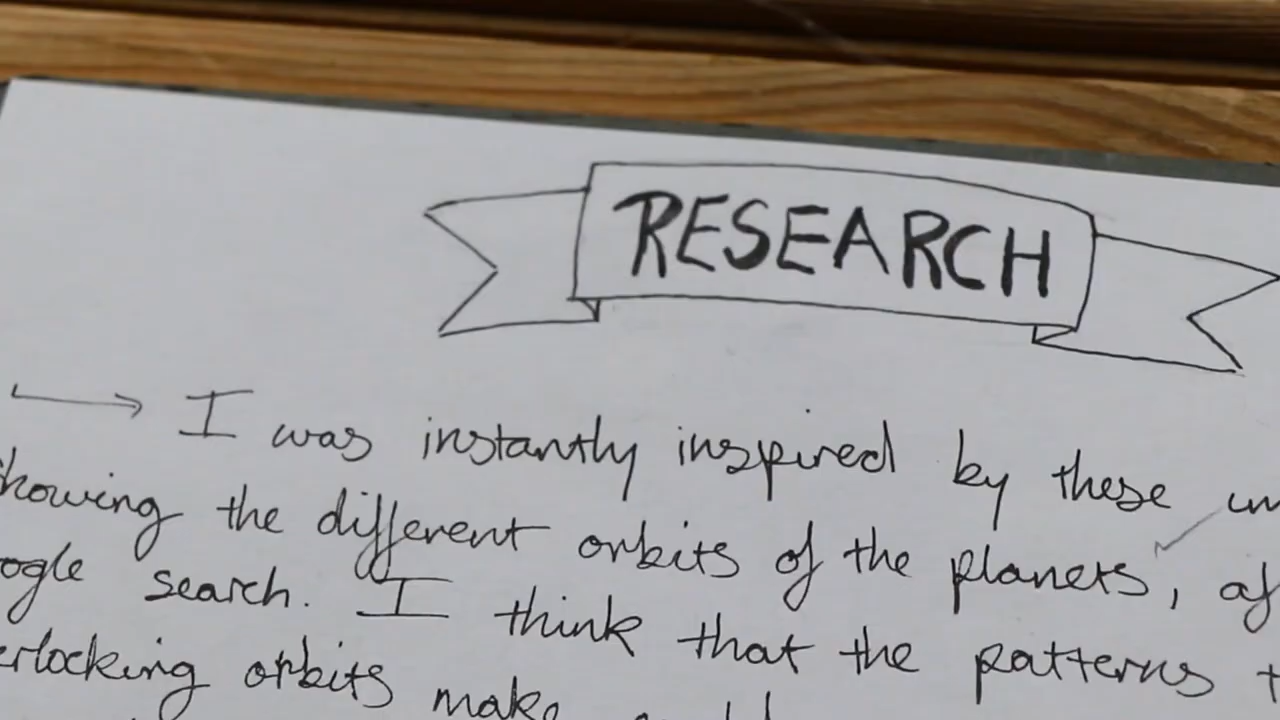 RESEARCH
I was instantly inspired by these
showing the different orbits of the planets,
search. I think that the patterns
orbits make